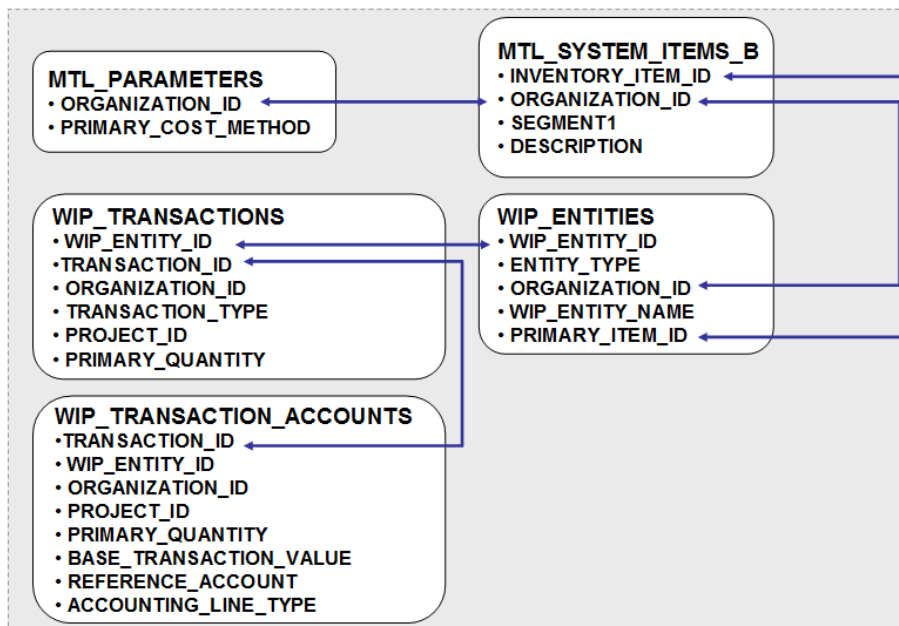 MTL_PARAMETERS
• ORGANIZATION_ID
• PRIMARY_COST_METHOD
MTL_SYSTEM_ITEMS_B
• INVENTORY_ITEM_ID
• ORGANIZATION_ID
• SEGMENT1
• DESCRIPTION
WIP_TRANSACTIONS
• WIP_ENTITY_ID
•TRANSACTION_ID
• ORGANIZATION_ID
• TRANSACTION_TYPE
• PROJECT_ID
• PRIMARY_QUANTITY
WIP_ENTITIES
• WIP_ENTITY_ID
• ENTITY_TYPE
• ORGANIZATION_ID
• WIP_ENTITY_NAME
• PRIMARY_ITEM_ID
WIP_TRANSACTION_ACCOUNTS
•TRANSACTION_ID
• WIP_ENTITY_ID
• ORGANIZATION_ID
• PROJECT_ID
• PRIMARY_QUANTITY
• BASE_TRANSACTION_VALUE
• REFERENCE_ACCOUNT
• ACCOUNTING_LINE_TYPE